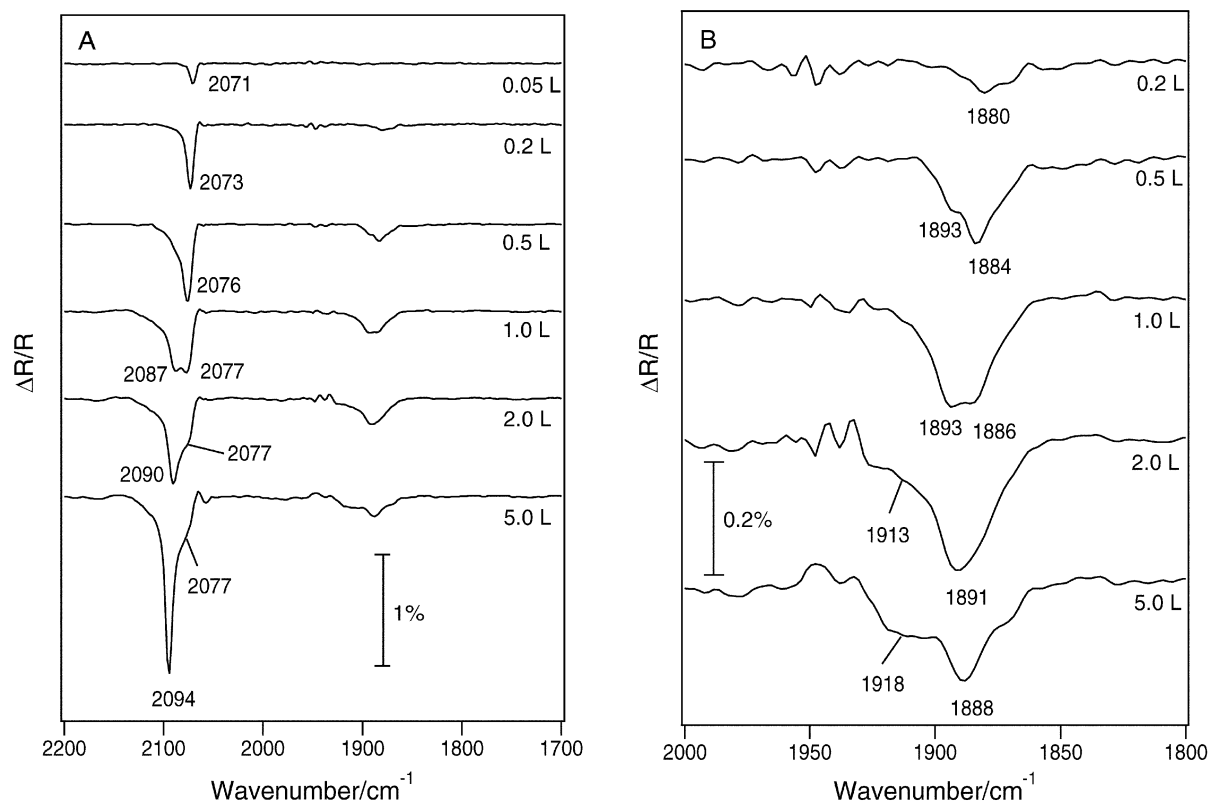 A
2071
0.05 L
0.2 L
2073
0.5 L
2076
1.0 L
2087
2077
2.0 L
2077
2090
5.0 L
2077
1%
2094
ΔR/R
2200
2100
2000
1900
1800
1700
Wavenumber/cm⁻¹
B
0.2 L
1880
0.5 L
1893
1884
1.0 L
1893 1886
2.0 L
0.2%
1913
1891
5.0 L
1918
1888
ΔR/R
2000
1950
1900
1850
1800
Wavenumber/cm⁻¹